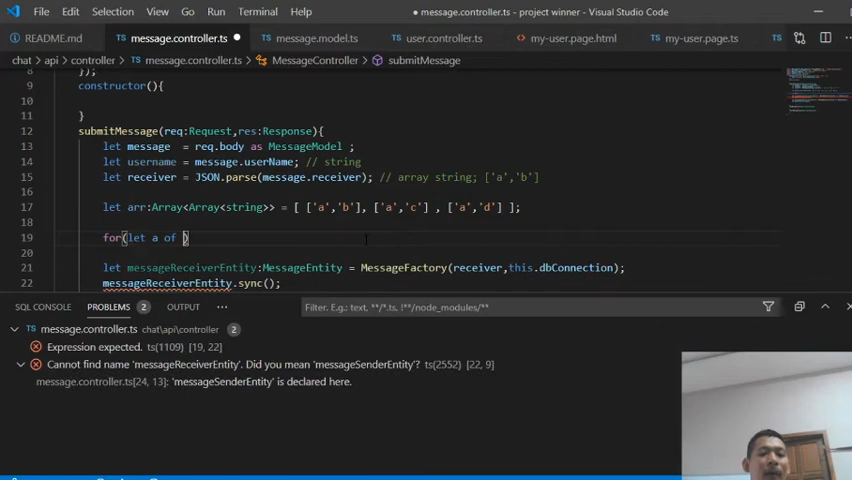 File Edit Selection View Go Run Terminal Help ● message.controller.ts - project winner - Visual Studio Code
README.md TS message.controller.ts ● TS message.model.ts TS user.controller.ts <> my-user.page.html TS my-user.page.ts TS
chat > api > controller > TS message.controller.ts > MessageController > submitMessage
8 });
9 constructor(){
10
11 }
12 submitMessage(req:Request,res:Response){
13 let message  = req.body as MessageModel ;
14 let username = message.userName; // string
15 let receiver = JSON.parse(message.receiver); // array string; ['a','b']
16
17 let arr:Array<Array<string>> = [ ['a','b'], ['a','c'] , ['a','d'] ];
18
19 for(let a of )
20
21 let messageReceiverEntity:MessageEntity = MessageFactory(receiver,this.dbConnection);
22 messageReceiverEntity.sync();
SQL CONSOLE PROBLEMS 2 OUTPUT ··· Filter. E.g.: text, **/*.ts, !**/node_modules/**
message.controller.ts chat\api\controller 2
Expression expected. ts(1109) [19, 22]
Cannot find name 'messageReceiverEntity'. Did you mean 'messageSenderEntity'? ts(2552) [22, 9]
message.controller.ts[24, 13]: 'messageSenderEntity' is declared here.